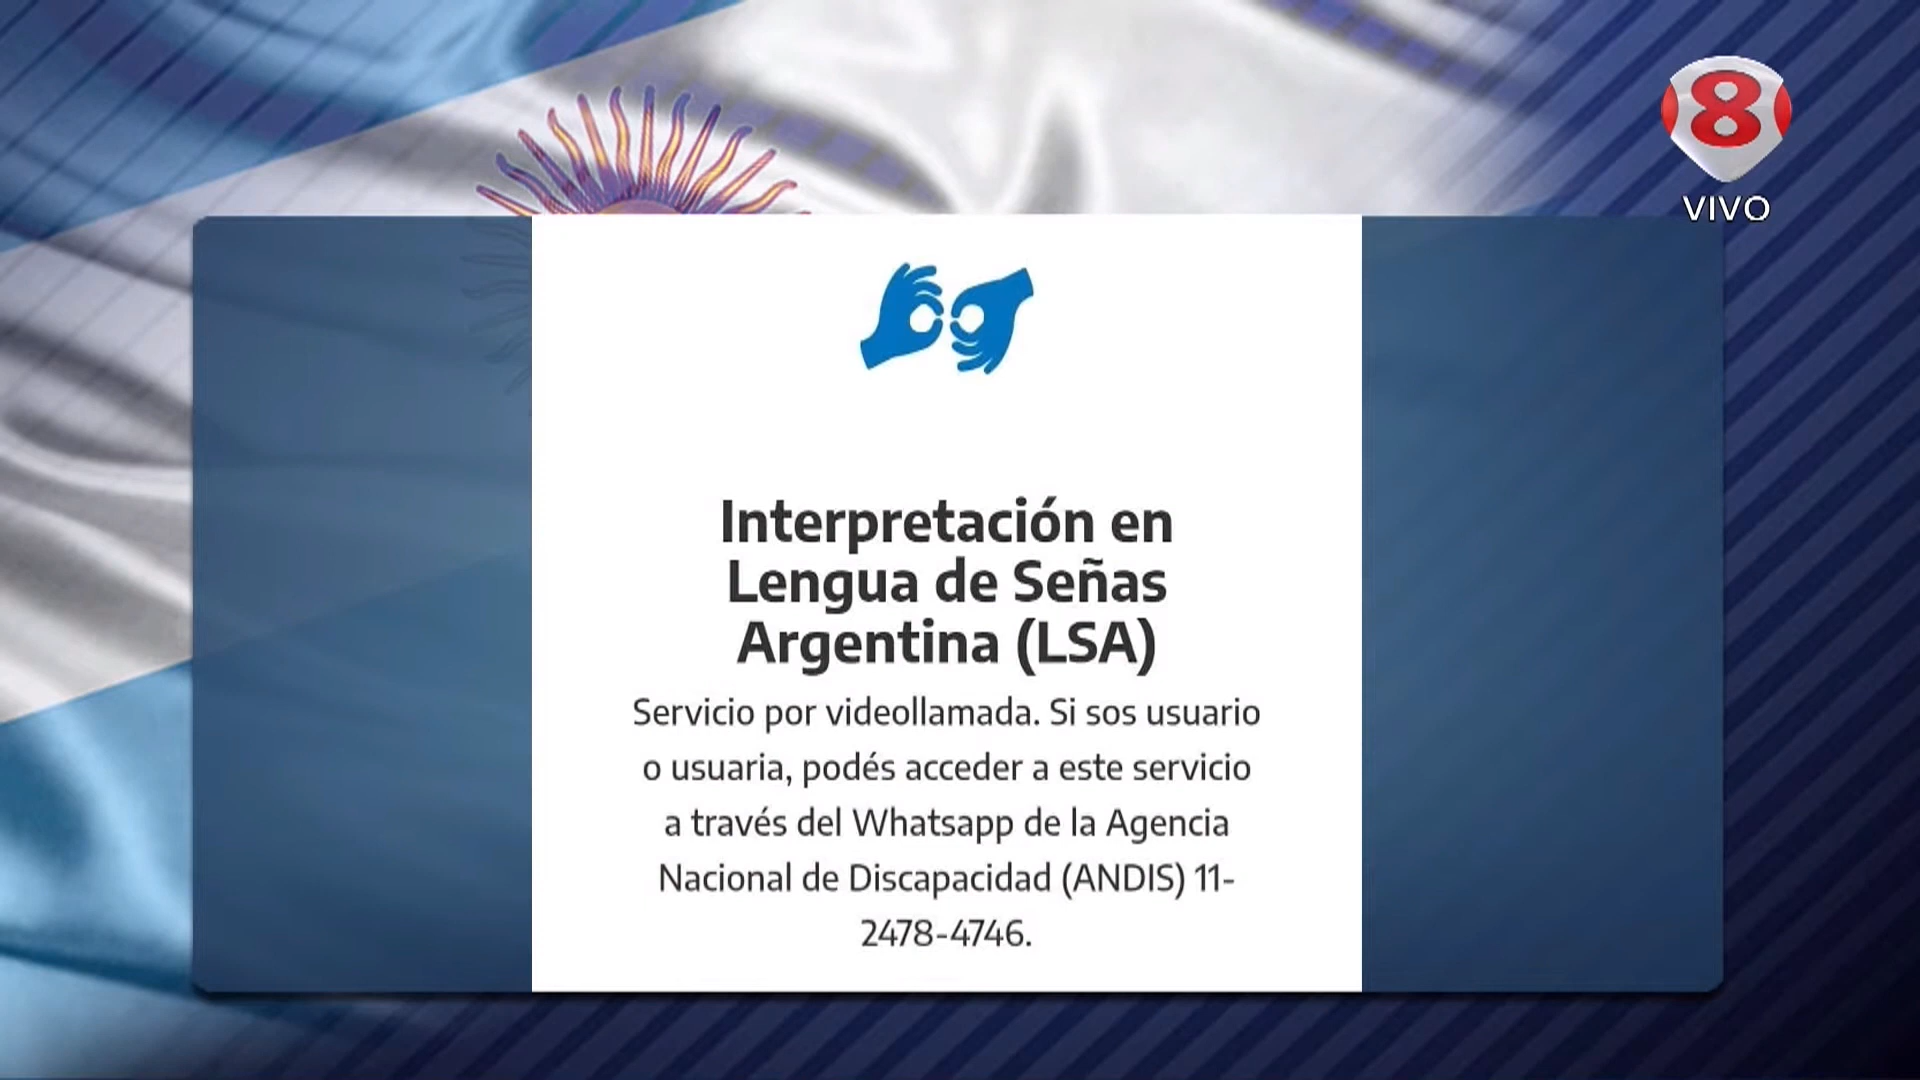 8
VIVO
Interpretación en
Lengua de Señas
Argentina (LSA)
Servicio por videollamada. Si sos usuario
o usuaria, podés acceder a este servicio
a través del Whatsapp de la Agencia
Nacional de Discapacidad (ANDIS) 11-
2478-4746.